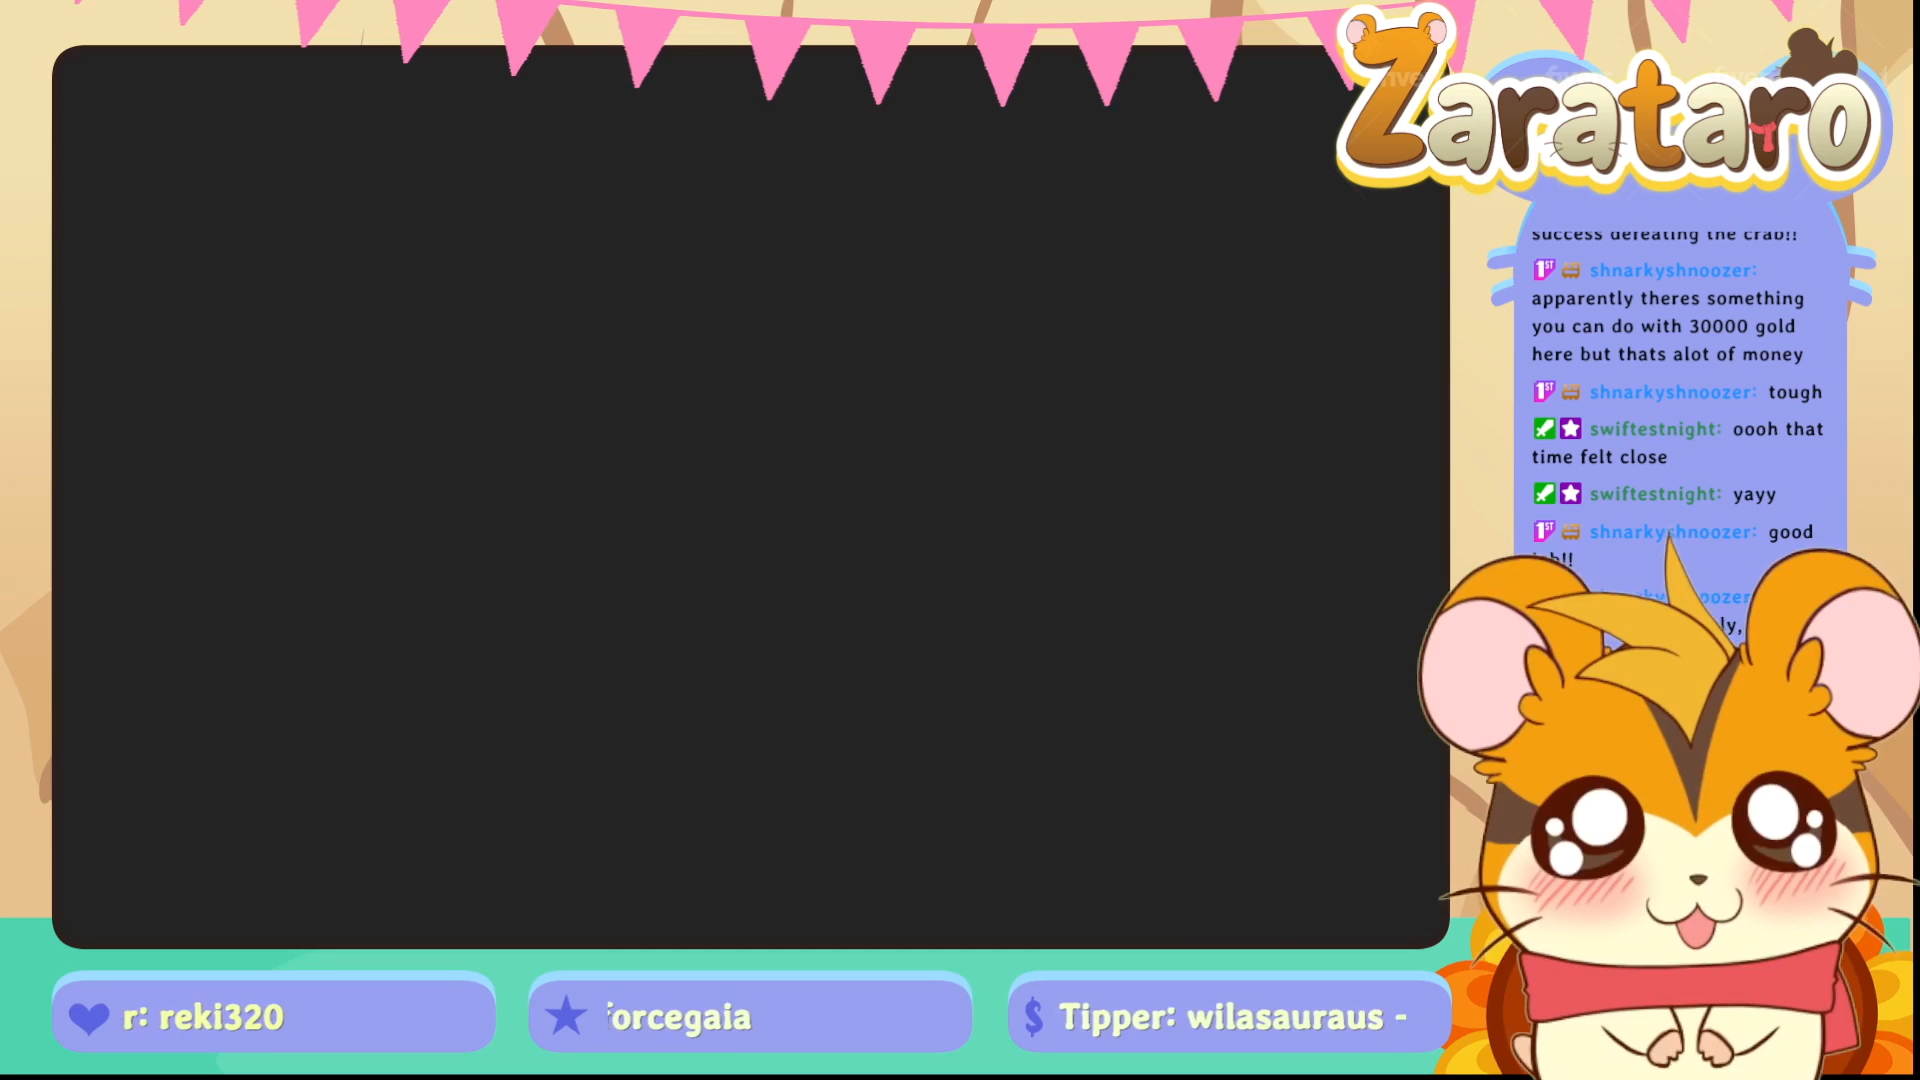 Zarataro
success defeating the crab!!
shnarkyshnoozer:
apparently theres something
you can do with 30000 gold
here but thats alot of money
shnarkyshnoozer: tough
swiftestnight: oooh that
time felt close
swiftestnight: yayy
shnarkyshnoozer: good
r: reki320
forcegaia
Tipper: wilasauraus -